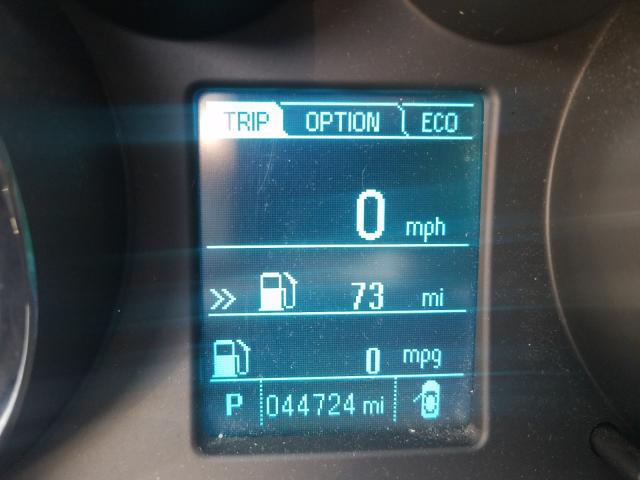 TRIP OPTION ECO
0 mph
» 73 mi
0 mpg
P 044724 mi